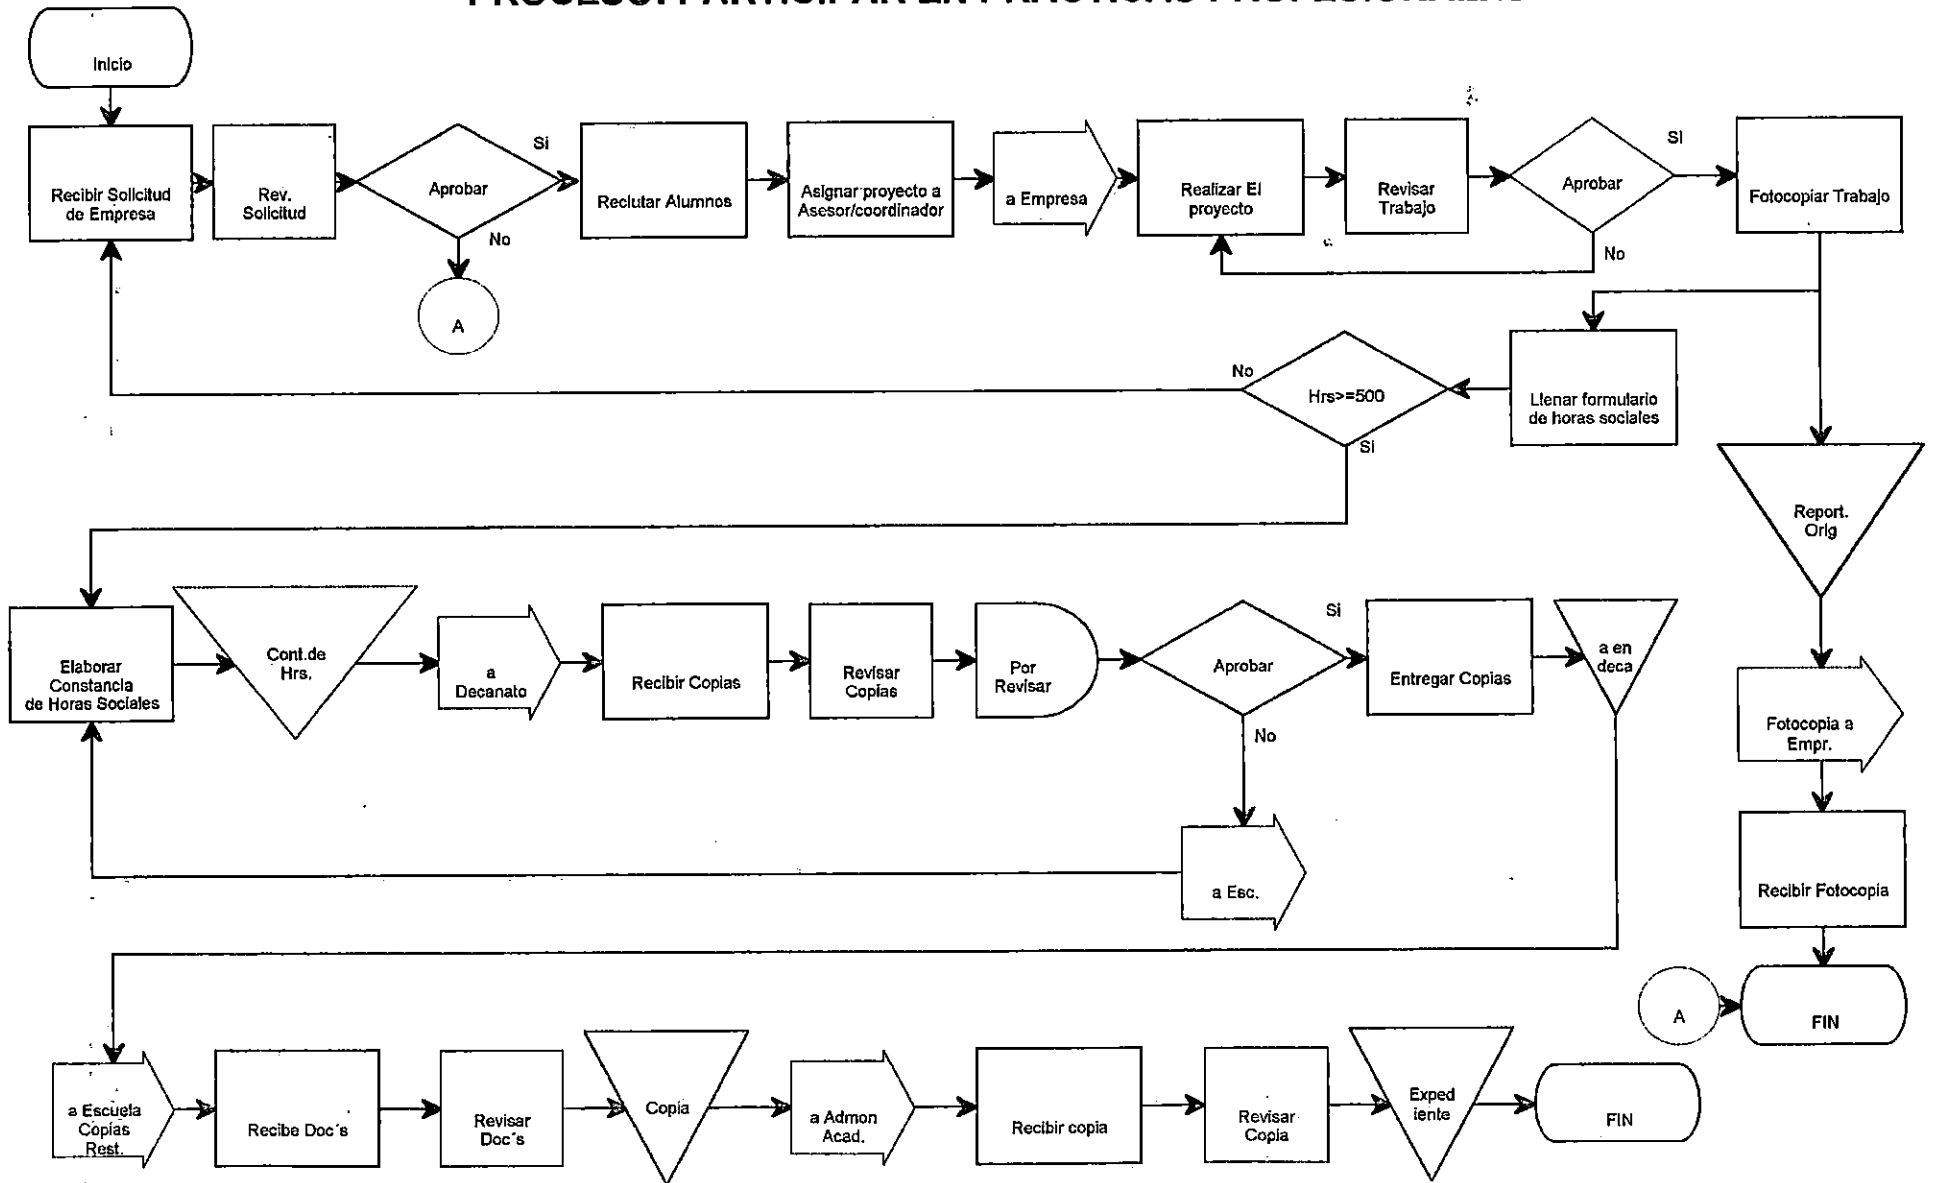 Inicio
Recibir Solicitud
de Empresa
Rev.
Solicitud
Aprobar
Si
No
A
Reclutar Alumnos
Asignar proyecto a
Asesor/coordinador
a Empresa
Realizar El
proyecto
Revisar
Trabajo
Aprobar
Si
No
Fotocopiar Trabajo
Llenar formulario
de horas sociales
Hrs>=500
No
Si
Report.
Orig
Fotocopia a
Empr.
Recibir Fotocopia
A
FIN
Elaborar
Constancia
de Horas Sociales
Cont.de
Hrs.
a
Decanato
Recibir Copias
Revisar
Copias
Por
Revisar
Aprobar
Si
No
a Esc.
Entregar Copias
a en
deca
a Escuela
Copias
Rest.
Recibe Doc´s
Revisar
Doc´s
Copia
a Admon
Acad.
Recibir copia
Revisar
Copia
Exped
iente
FIN